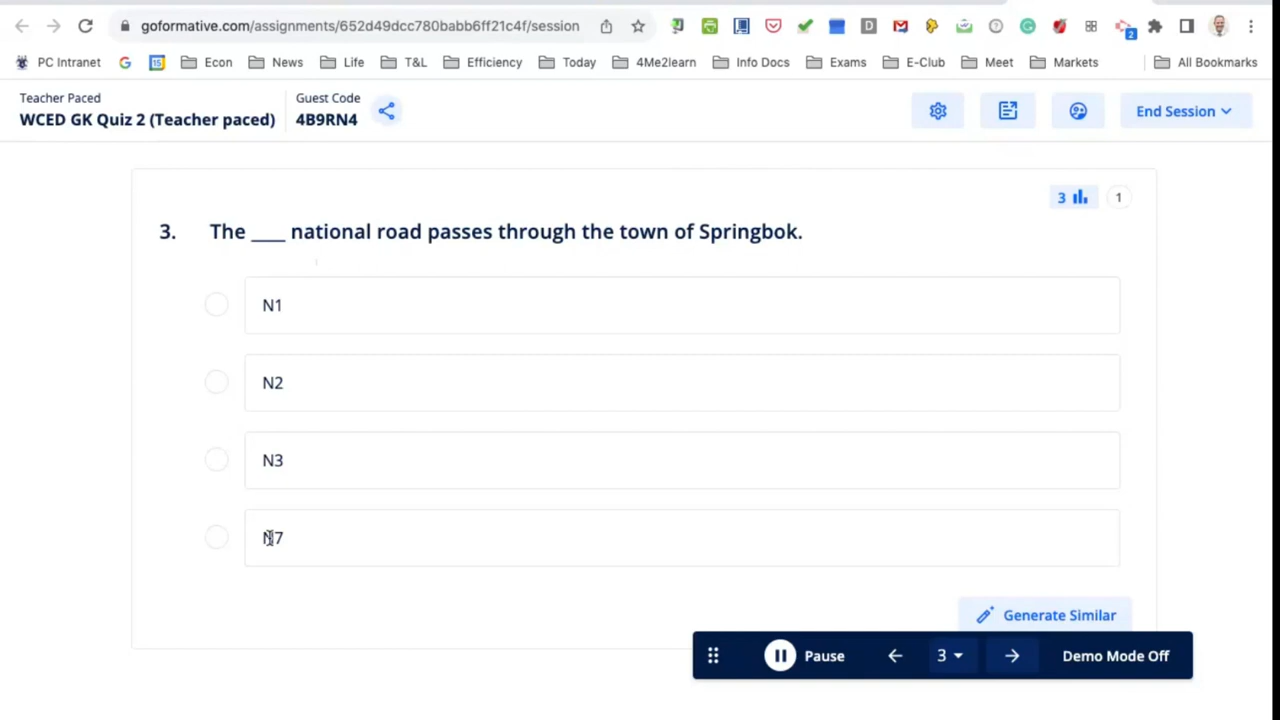 goformative.com/assignments/652d49dcc780babb6ff21c4f/session
2
PC Intranet
15
Econ
News
Life
T&L
Efficiency
Today
4Me2learn
Info Docs
Exams
E-Club
Meet
Markets
All Bookmarks
Teacher Paced
WCED GK Quiz 2 (Teacher paced)
Guest Code
4B9RN4
End Session
3
1
3. The ____ national road passes through the town of Springbok.
N1
N2
N3
N7
Generate Similar
Pause
3
Demo Mode Off